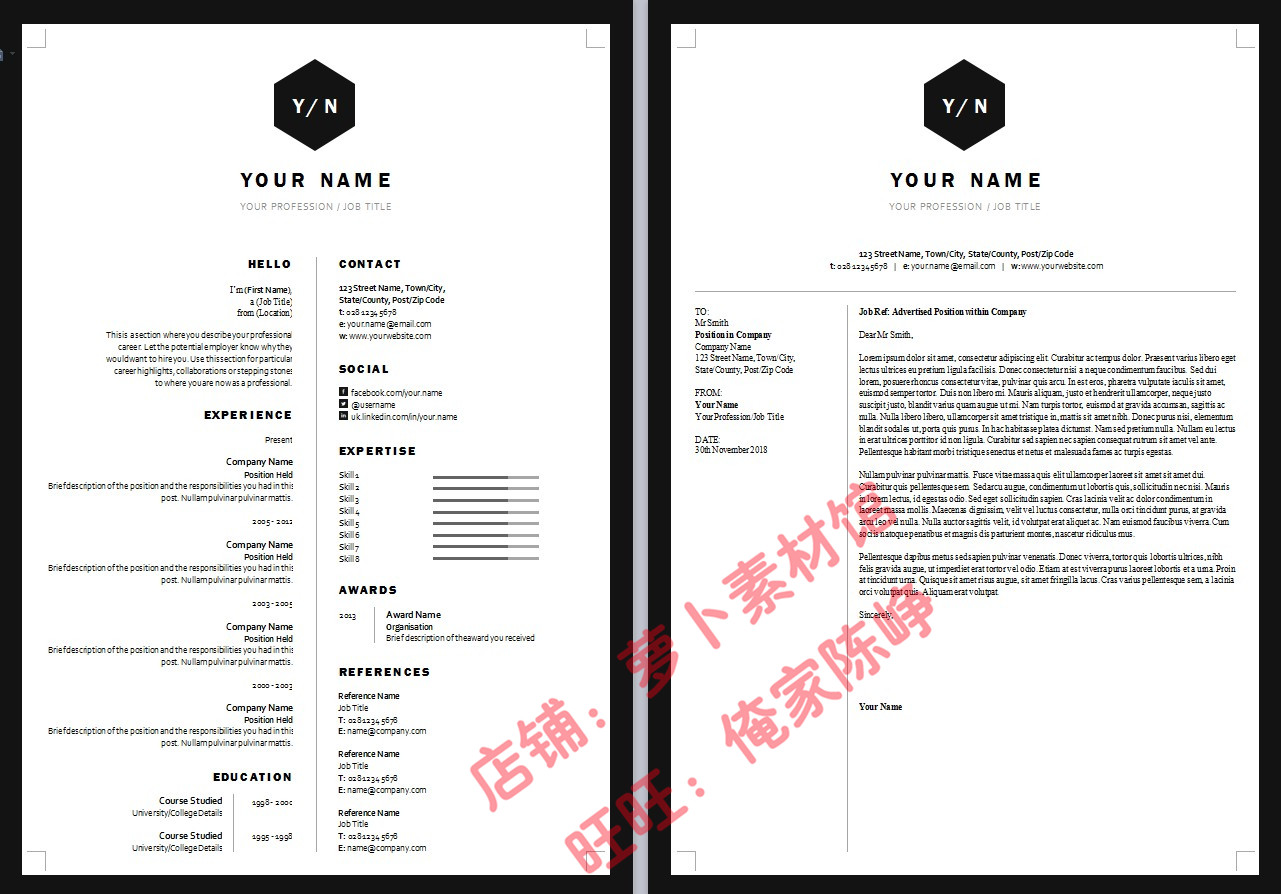 Y/N
YOUR NAME
YOUR PROFESSION / JOB TITLE
HELLO
I'm (First Name),
a (Job Title)
from (Location)
This is a section where you describe your professional
career. Let the potential employer know why they
would want to hire you. Use this section for particular
career highlights, collaborations or stepping stones
to where you are now as a professional.
EXPERIENCE
Present
Company Name
Position Held
Brief description of the position and the responsibilities you had in this
post. Nullam pulvinar pulvinar mattis.
2005 - 2012
Company Name
Position Held
Brief description of the position and the responsibilities you had in this
post. Nullam pulvinar pulvinar mattis.
2003 - 2005
Company Name
Position Held
Brief description of the position and the responsibilities you had in this
post. Nullam pulvinar pulvinar mattis.
2000 - 2003
Company Name
Position Held
Brief description of the position and the responsibilities you had in this
post. Nullam pulvinar pulvinar mattis.
EDUCATION
Course Studied 1998 - 2000
University/College Details
Course Studied 1995 - 1998
University/College Details
CONTACT
123 Street Name, Town/City,
State/County, Post/Zip Code
t: 028 1234 5678
e: your.name@email.com
w: www.yourwebsite.com
SOCIAL
facebook.com/your.name
@username
uk.linkedin.com/in/your.name
EXPERTISE
Skill 1
Skill 2
Skill 3
Skill 4
Skill 5
Skill 6
Skill 7
Skill 8
AWARDS
2013 Award Name
Organisation
Brief description of the award you received
REFERENCES
Reference Name
Job Title
T: 028 1234 5678
E: name@company.com
Reference Name
Job Title
T: 028 1234 5678
E: name@company.com
Reference Name
Job Title
T: 028 1234 5678
E: name@company.com
Y/N
YOUR NAME
YOUR PROFESSION / JOB TITLE
123 Street Name, Town/City, State/County, Post/Zip Code
t: 028 12345678 | e: your.name@email.com | w: www.yourwebsite.com
TO:
Mr Smith
Position in Company
Company Name
123 Street Name, Town/City,
State/County, Post/Zip Code
FROM:
Your Name
Your Profession/Job Title
DATE:
30th November 2018
Job Ref: Advertised Position within Company
Dear Mr Smith,
Lorem ipsum dolor sit amet, consectetur adipiscing elit. Curabitur ac tempus dolor. Praesent varius libero eget
lectus ultrices eu pretium ligula facilisis. Donec consectetur nisi a neque condimentum faucibus. Sed dui
lorem, posuere rhoncus consectetur vitae, pulvinar quis arcu. In est eros, pharetra vulputate iaculis sit amet,
euismod semper tortor. Duis non libero mi. Mauris aliquam, justo et hendrerit ullamcorper, neque justo
suscipit justo, blandit varius quam augue ut mi. Nam turpis tortor, euismod at gravida accumsan, sagittis ac
nulla. Nulla libero libero, ullamcorper sit amet tristique in, mattis sit amet nibh. Donec purus nisi, elementum
blandit sodales ut, porta quis purus. In hac habitasse platea dictumst. Nam sed pretium nulla. Nullam eu lectus
in erat ultrices porttitor id non ligula. Curabitur sed sapien nec sapien consequat rutrum sit amet vel ante.
Pellentesque habitant morbi tristique senectus et netus et malesuada fames ac turpis egestas.
Nullam pulvinar pulvinar mattis. Fusce vitae massa quis elit ullamcorper laoreet sit amet sit amet dui.
Curabitur quis pellentesque sem. Sed arcu augue, condimentum ut lobortis quis, sollicitudin nec nisi. Mauris
in lorem lectus, id egestas odio. Sed eget sollicitudin sapien. Cras lacinia velit ac dolor condimentum in
laoreet massa mollis. Maecenas dignissim, velit vel luctus consectetur, nulla orci tincidunt purus, at gravida
arcu leo vel nulla. Nulla auctor sagittis velit, id volutpat erat aliquet ac. Nam euismod faucibus viverra. Cum
sociis natoque penatibus et magnis dis parturient montes, nascetur ridiculus mus.
Pellentesque dapibus metus sed sapien pulvinar venenatis. Donec viverra, tortor quis lobortis ultrices, nibh
felis gravida augue, ut imperdiet erat tortor vel odio. Etiam at est viverra purus laoreet lobortis et a urna. Proin
at tincidunt urna. Quisque sit amet risus augue, sit amet fringilla lacus. Cras varius pellentesque sem, a lacinia
orci volutpat quis. Aliquam erat volutpat.
Sincerely,
Your Name
店铺：萝卜素材馆
旺旺：俺家陈峥